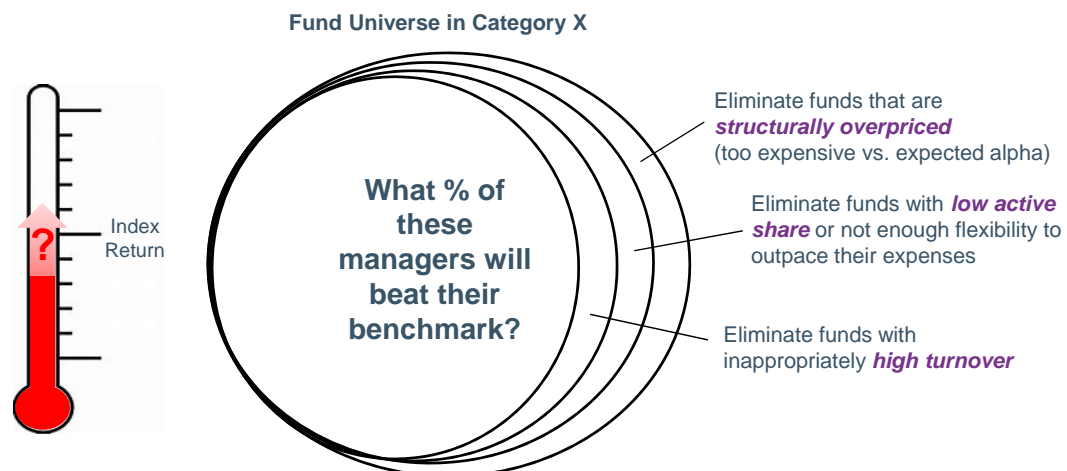 Fund Universe in Category X
Eliminate funds that are
structurally overpriced
(too expensive vs. expected alpha)
What % of
these
managers will
beat their
benchmark?
Eliminate funds with low active
share or not enough flexibility to
outpace their expenses
?
Index
Return
Eliminate funds with
inappropriately high turnover